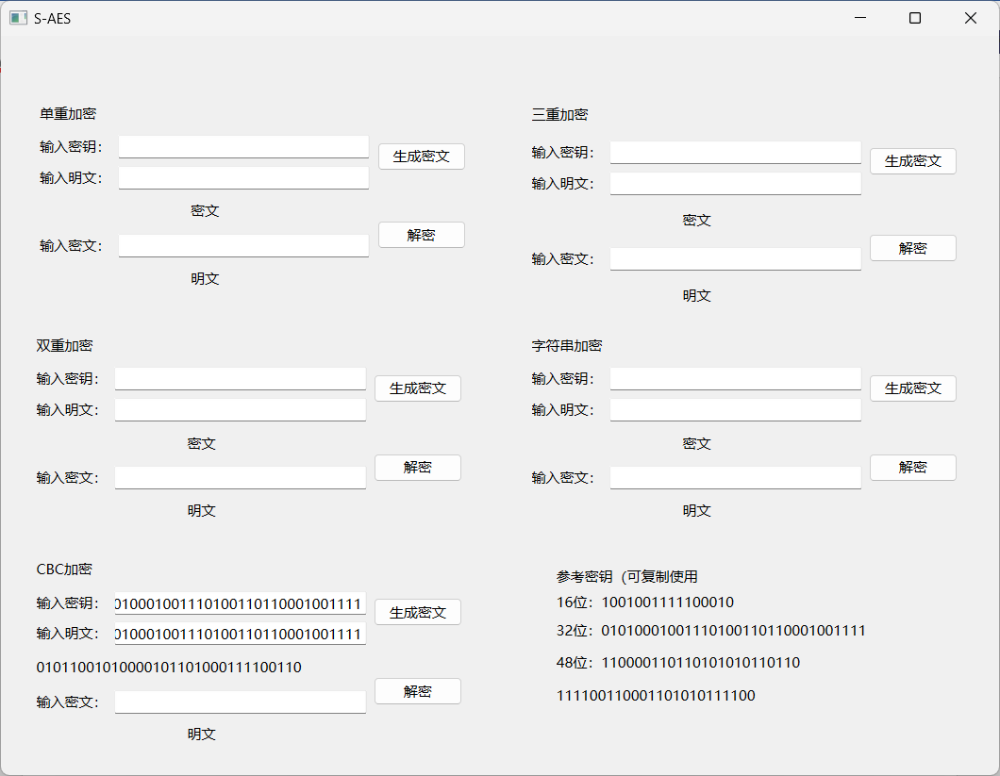 S-AES
单重加密
输入密钥：
生成密文
输入明文：
密文
输入密文：
解密
明文
三重加密
输入密钥：
生成密文
输入明文：
密文
输入密文：
解密
明文
双重加密
输入密钥：
生成密文
输入明文：
密文
输入密文：
解密
明文
字符串加密
输入密钥：
生成密文
输入明文：
密文
输入密文：
解密
明文
CBC加密
输入密钥： 010001001110100110110001001111
生成密文
输入明文： 010001001110100110110001001111
01011001010000101101000111100110
输入密文：
解密
明文
参考密钥（可复制使用
16位：1001001111100010
32位：01010001001110100110110001001111
48位：110000110110101010110110
111100110001101010111100